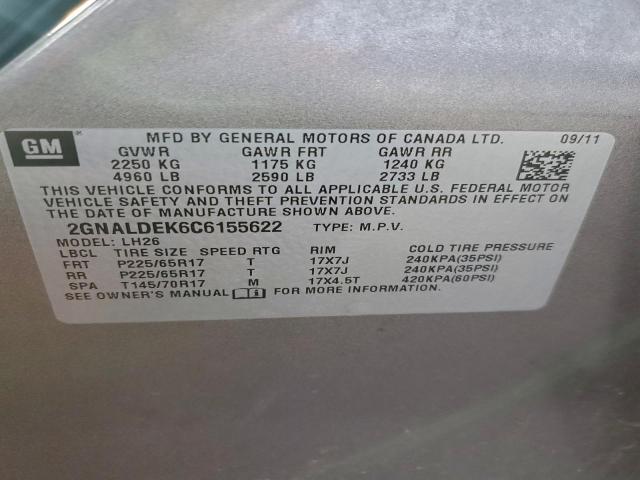 GM
MFD BY GENERAL MOTORS OF CANADA LTD. 09/11
GVWR GAWR FRT GAWR RR
2250 KG 1175 KG 1240 KG
4960 LB 2590 LB 2733 LB
THIS VEHICLE CONFORMS TO ALL APPLICABLE U.S. FEDERAL MOTOR
VEHICLE SAFETY AND THEFT PREVENTION STANDARDS IN EFFECT ON
THE DATE OF MANUFACTURE SHOWN ABOVE.
2GNALDEK6C6155622 TYPE: M.P.V.
MODEL: LH26
LBCL TIRE SIZE SPEED RTG RIM COLD TIRE PRESSURE
FRT P225/65R17 T 17X7J 240KPA(35PSI)
RR P225/65R17 T 17X7J 240KPA(35PSI)
SPA T145/70R17 M 17X4.5T 420KPA(60PSI)
SEE OWNER'S MANUAL FOR MORE INFORMATION.